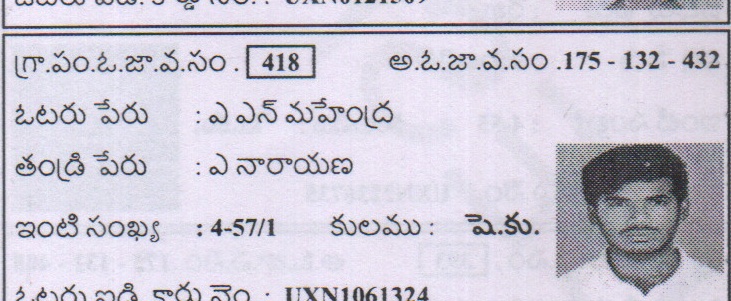 గ్రా.పం.ఓ.జా.వ.సం . 418 అ.ఓ.జా.వ.సం .175 - 132 - 432
ఓటరు పేరు : ఎ ఎన్ మహేంద్ర
తండ్రి పేరు : ఎ నారాయణ
ఇంటి సంఖ్య : 4-57/1 కులము : షె.కు.
ఓటరు ఐడి. కార్డు నెం. : UXN1061324